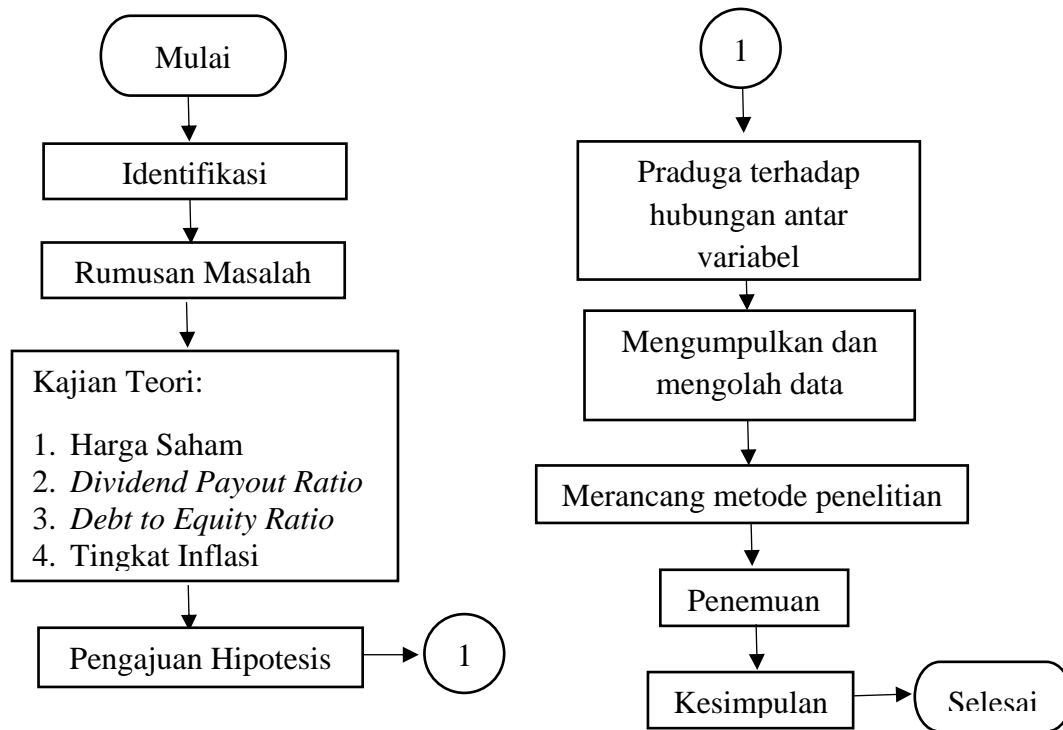 Mulai
Identifikasi
Rumusan Masalah
Kajian Teori:
1. Harga Saham
2. Dividend Payout Ratio
3. Debt to Equity Ratio
4. Tingkat Inflasi
Pengajuan Hipotesis
1
1
Praduga terhadap
hubungan antar
variabel
Mengumpulkan dan
mengolah data
Merancang metode penelitian
Penemuan
Kesimpulan
Selesai